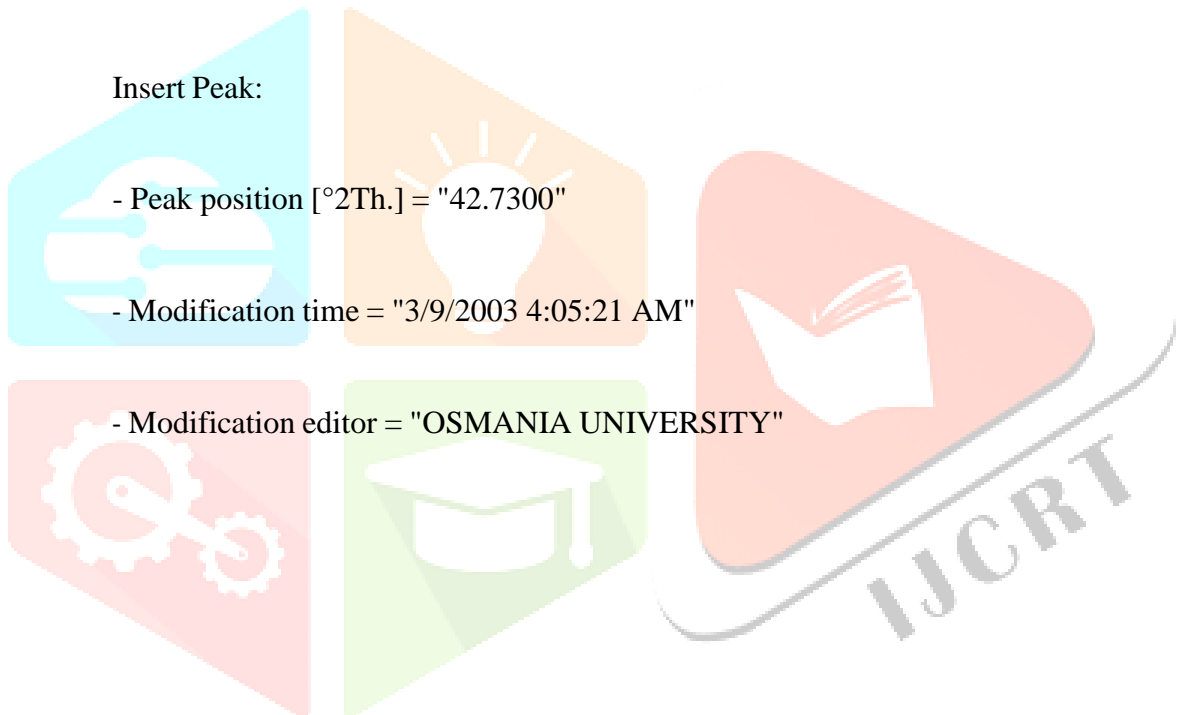 Insert Peak:
- Peak position [°2Th.] = "42.7300"
- Modification time = "3/9/2003 4:05:21 AM"
- Modification editor = "OSMANIA UNIVERSITY"
IJCRT